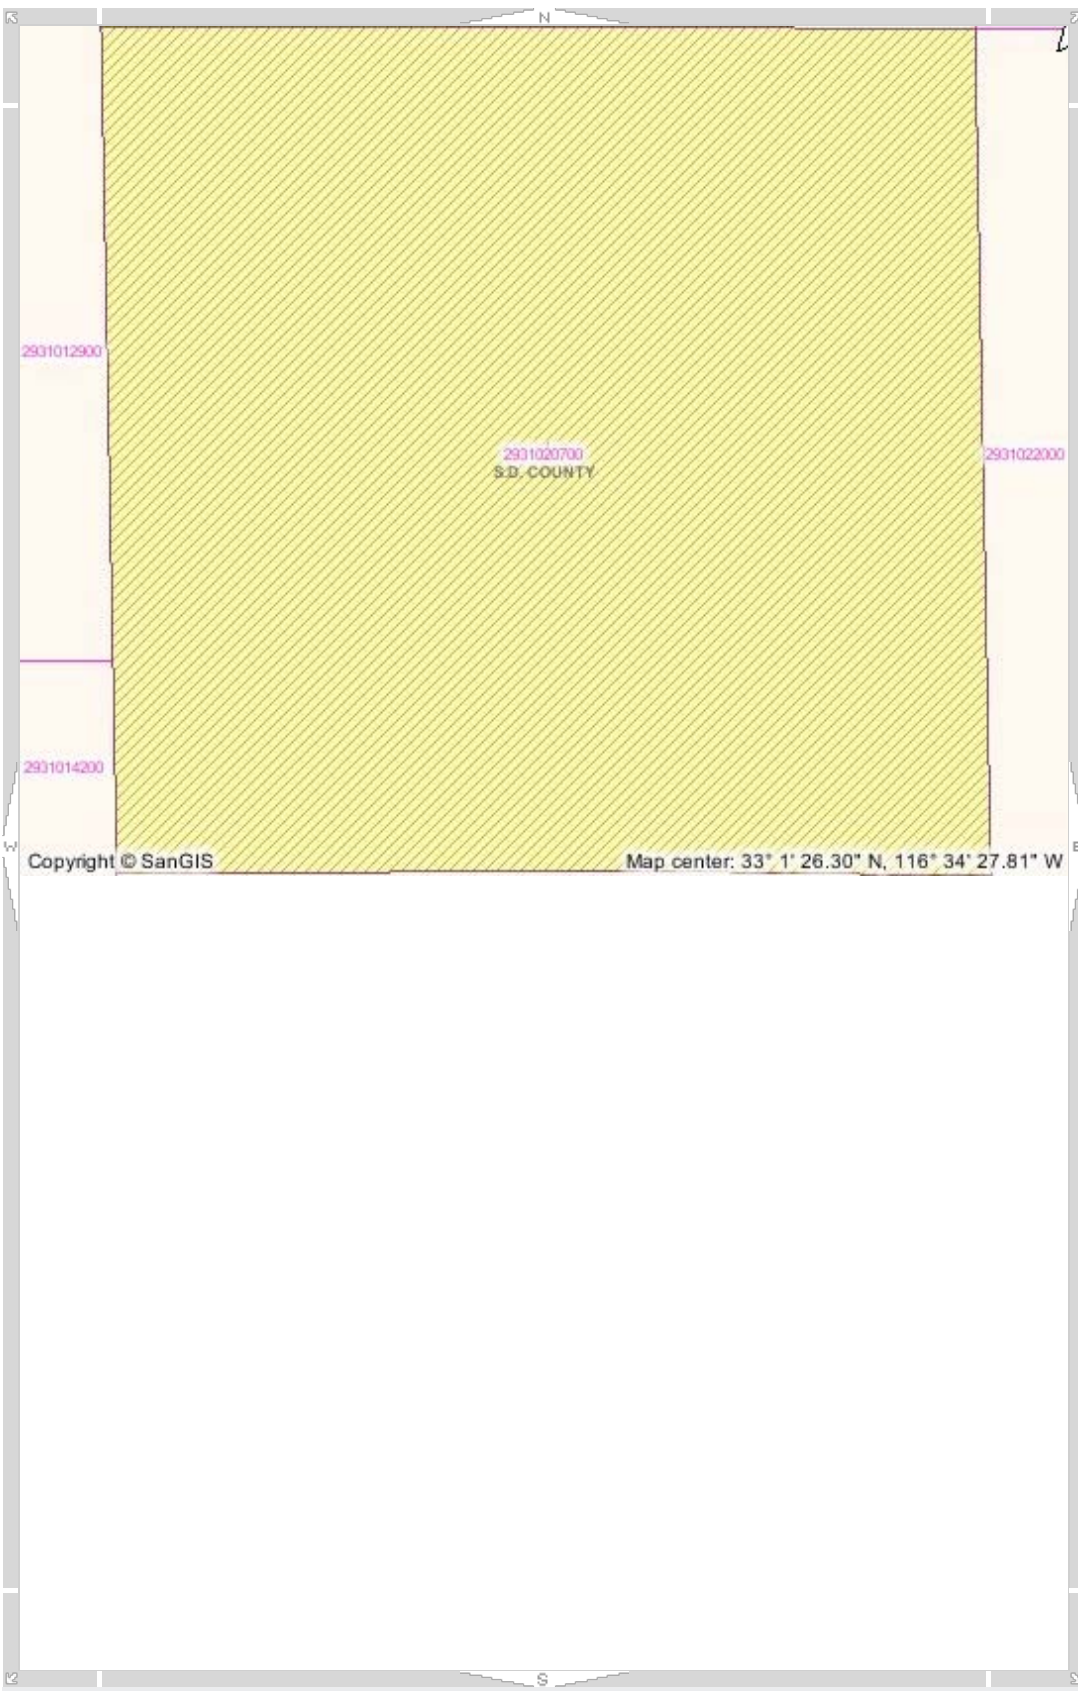 N
2931012900
2931020700
S.D. COUNTY
2931022000
2931014200
W
E
Copyright © SanGIS
Map center: 33° 1' 26.30" N, 116° 34' 27.81" W
S